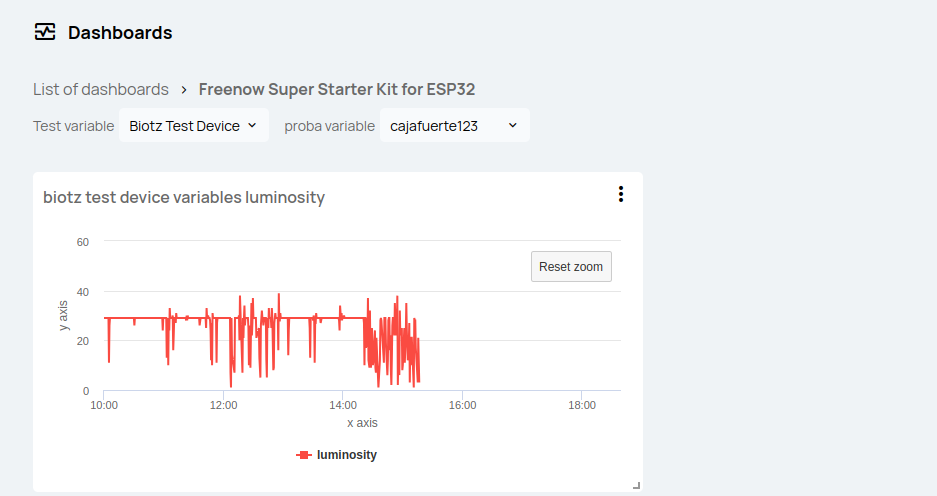 Dashboards
List of dashboards > Freenow Super Starter Kit for ESP32
Test variable Biotz Test Device proba variable cajafuerte123
biotz test device variables luminosity
Reset zoom
y axis
60
40
20
0
10:00 12:00 14:00 16:00 18:00
x axis
luminosity